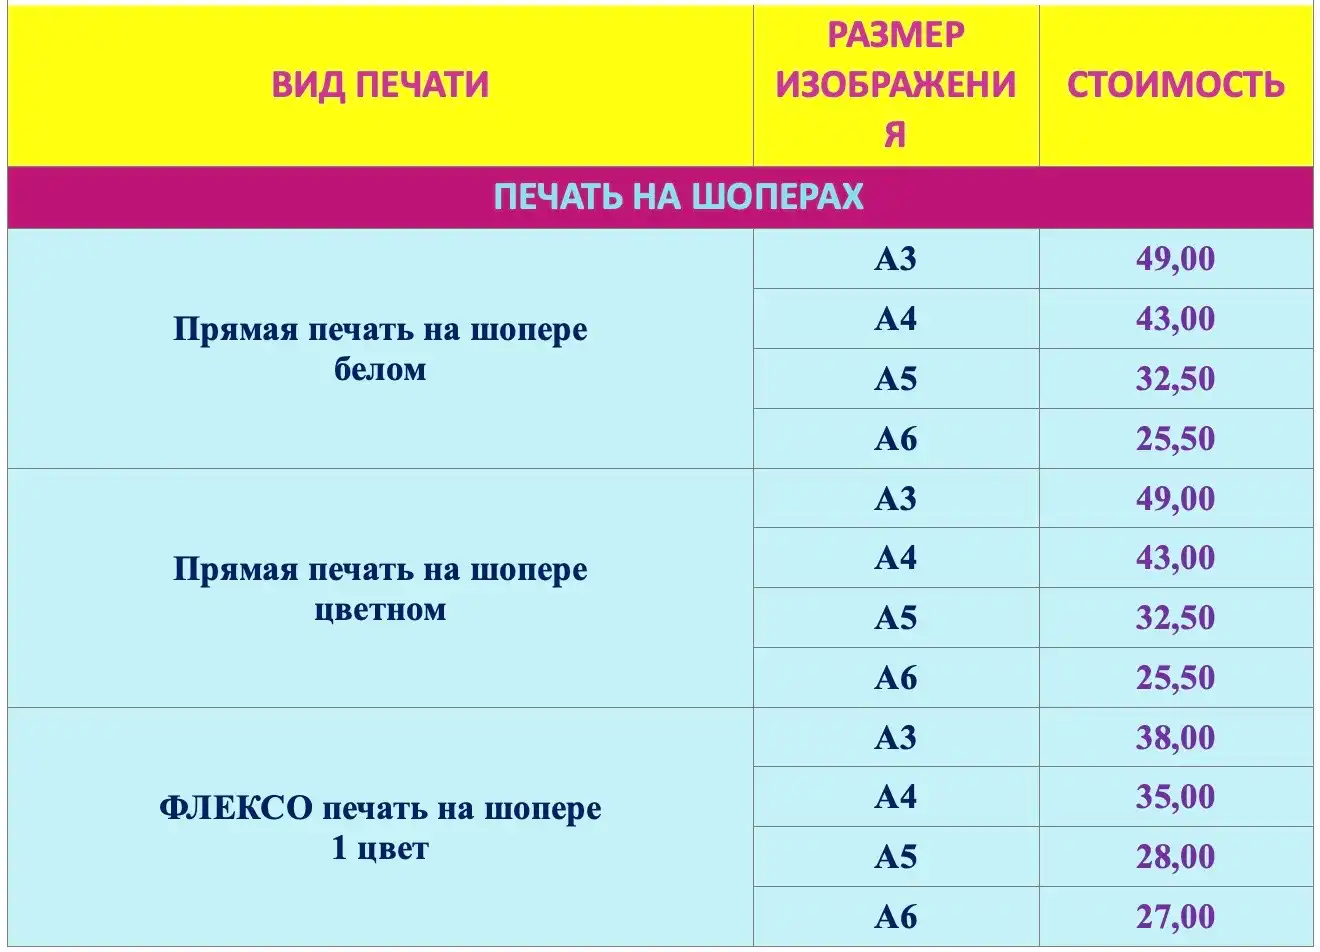 ВИД ПЕЧАТИ
РАЗМЕР
ИЗОБРАЖЕНИ
Я
СТОИМОСТЬ
ПЕЧАТЬ НА ШОПЕРАХ
Прямая печать на шопере
белом
А3 49,00
А4 43,00
А5 32,50
А6 25,50
Прямая печать на шопере
цветном
А3 49,00
А4 43,00
А5 32,50
А6 25,50
ФЛЕКСО печать на шопере
1 цвет
А3 38,00
А4 35,00
А5 28,00
А6 27,00